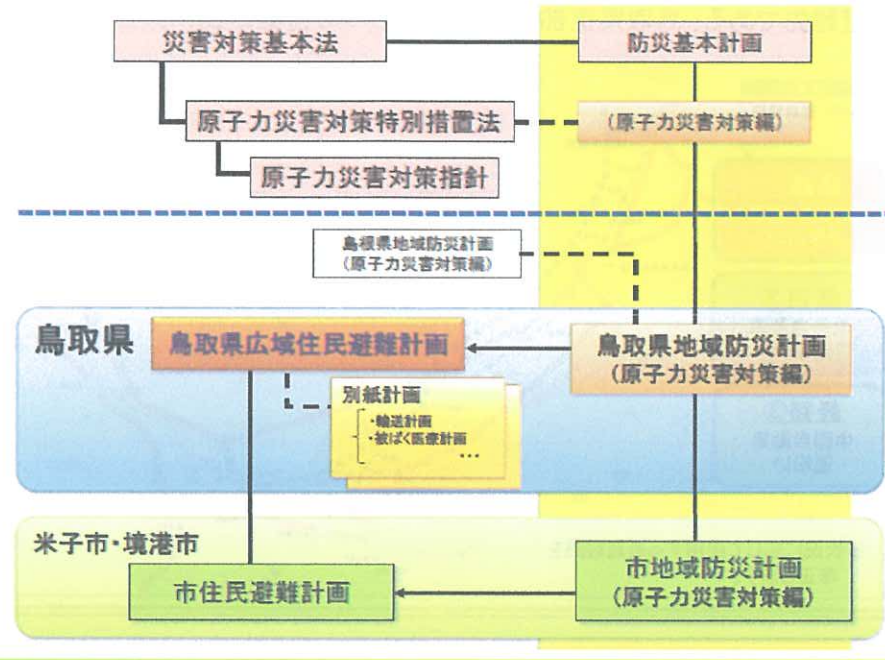 災害対策基本法
防災基本計画
原子力災害対策特別措置法
(原子力災害対策編)
原子力災害対策指針
島根県地域防災計画
(原子力災害対策編)
鳥取県
鳥取県広域住民避難計画
鳥取県地域防災計画
(原子力災害対策編)
別紙計画
・輸送計画
・被ばく医療計画
・・・
米子市・境港市
市住民避難計画
市地域防災計画
(原子力災害対策編)